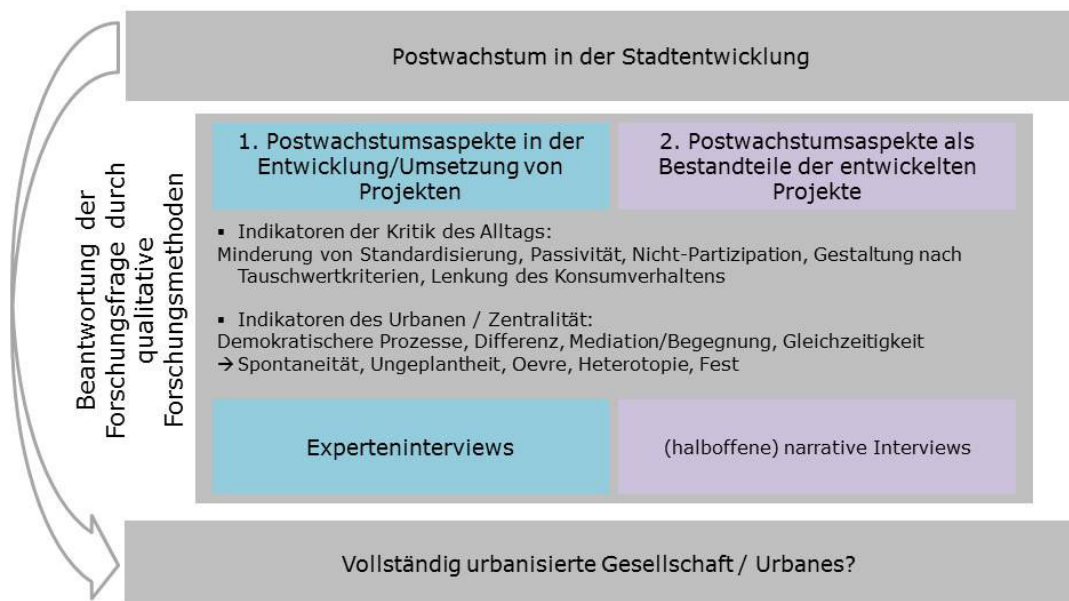 Postwachstum in der Stadtentwicklung
Beantwortung der
Forschungsfrage durch
qualitative
Forschungsmethoden
1. Postwachstumsaspekte in der
Entwicklung/Umsetzung von
Projekten
2. Postwachstumsaspekte als
Bestandteile der entwickelten
Projekte
▪ Indikatoren der Kritik des Alltags:
Minderung von Standardisierung, Passivität, Nicht-Partizipation, Gestaltung nach
Tauschwertkriterien, Lenkung des Konsumverhaltens
▪ Indikatoren des Urbanen / Zentralität:
Demokratischere Prozesse, Differenz, Mediation/Begegnung, Gleichzeitigkeit
→ Spontaneität, Ungeplantheit, Oevre, Heterotopie, Fest
Experteninterviews
(halboffene) narrative Interviews
Vollständig urbanisierte Gesellschaft / Urbanes?